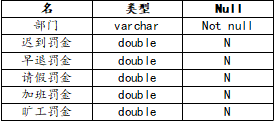 名 类型 Null
部门 varchar Not null
迟到罚金 double N
早退罚金 double N
请假罚金 double N
加班罚金 double N
旷工罚金 double N